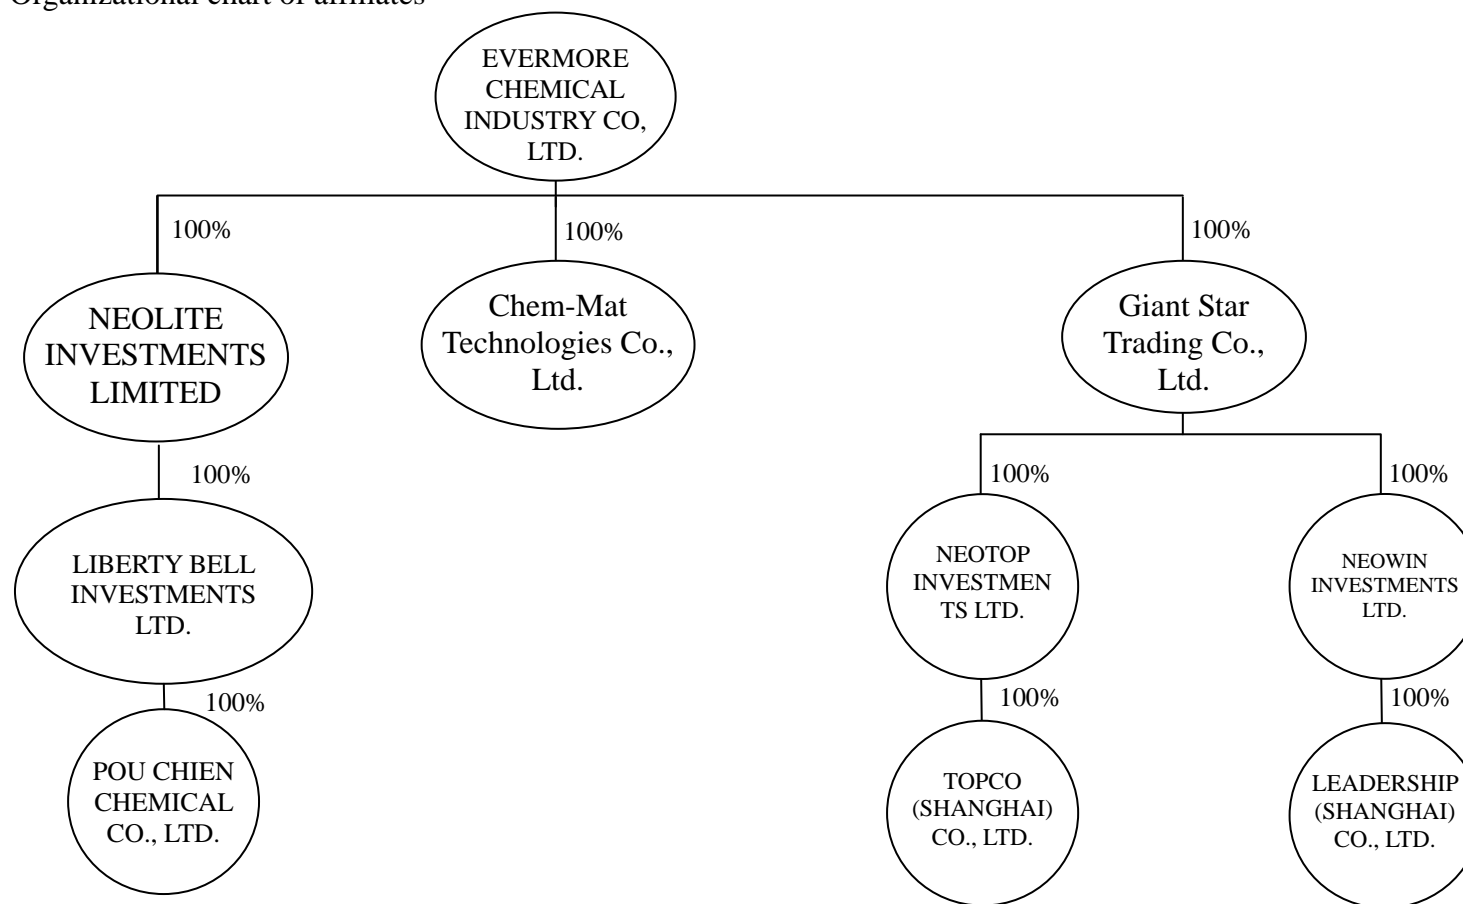 Organizational chart of affiliates
EVERMORE
CHEMICAL
INDUSTRY CO,
LTD.
100%
100%
100%
NEOLITE
INVESTMENTS
LIMITED
Chem-Mat
Technologies Co.,
Ltd.
Giant Star
Trading Co.,
Ltd.
100%
100%
100%
LIBERTY BELL
INVESTMENTS
LTD.
NEOTOP
INVESTMEN
TS LTD.
NEOWIN
INVESTMENTS
LTD.
100%
100%
100%
POU CHIEN
CHEMICAL
CO., LTD.
TOPCO
(SHANGHAI)
CO., LTD.
LEADERSHIP
(SHANGHAI)
CO., LTD.